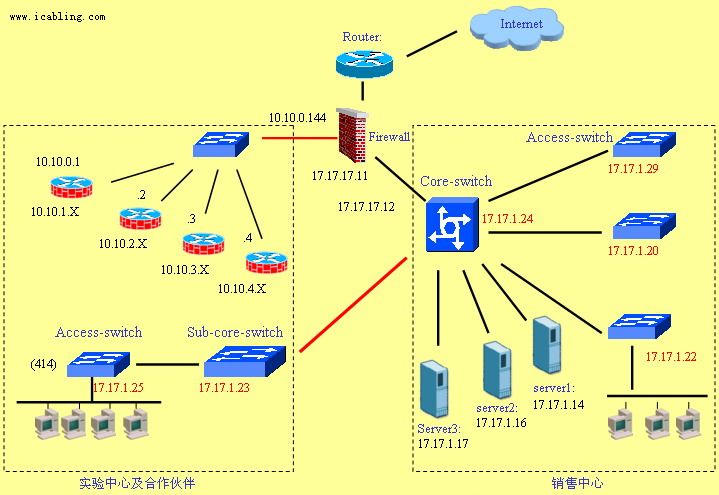 www.icabling.com
Internet
Router:
10.10.0.144
Firewall
Access-switch
17.17.1.29
10.10.0.1
10.10.1.X
.2
10.10.2.X
.3
10.10.3.X
.4
10.10.4.X
17.17.17.11
17.17.17.12
Core-switch
17.17.1.24
17.17.1.20
Access-switch
Sub-core-switch
(414)
17.17.1.25
17.17.1.23
17.17.1.22
server1:
17.17.1.14
server2:
17.17.1.16
Server3:
17.17.1.17
实验中心及合作伙伴
销售中心